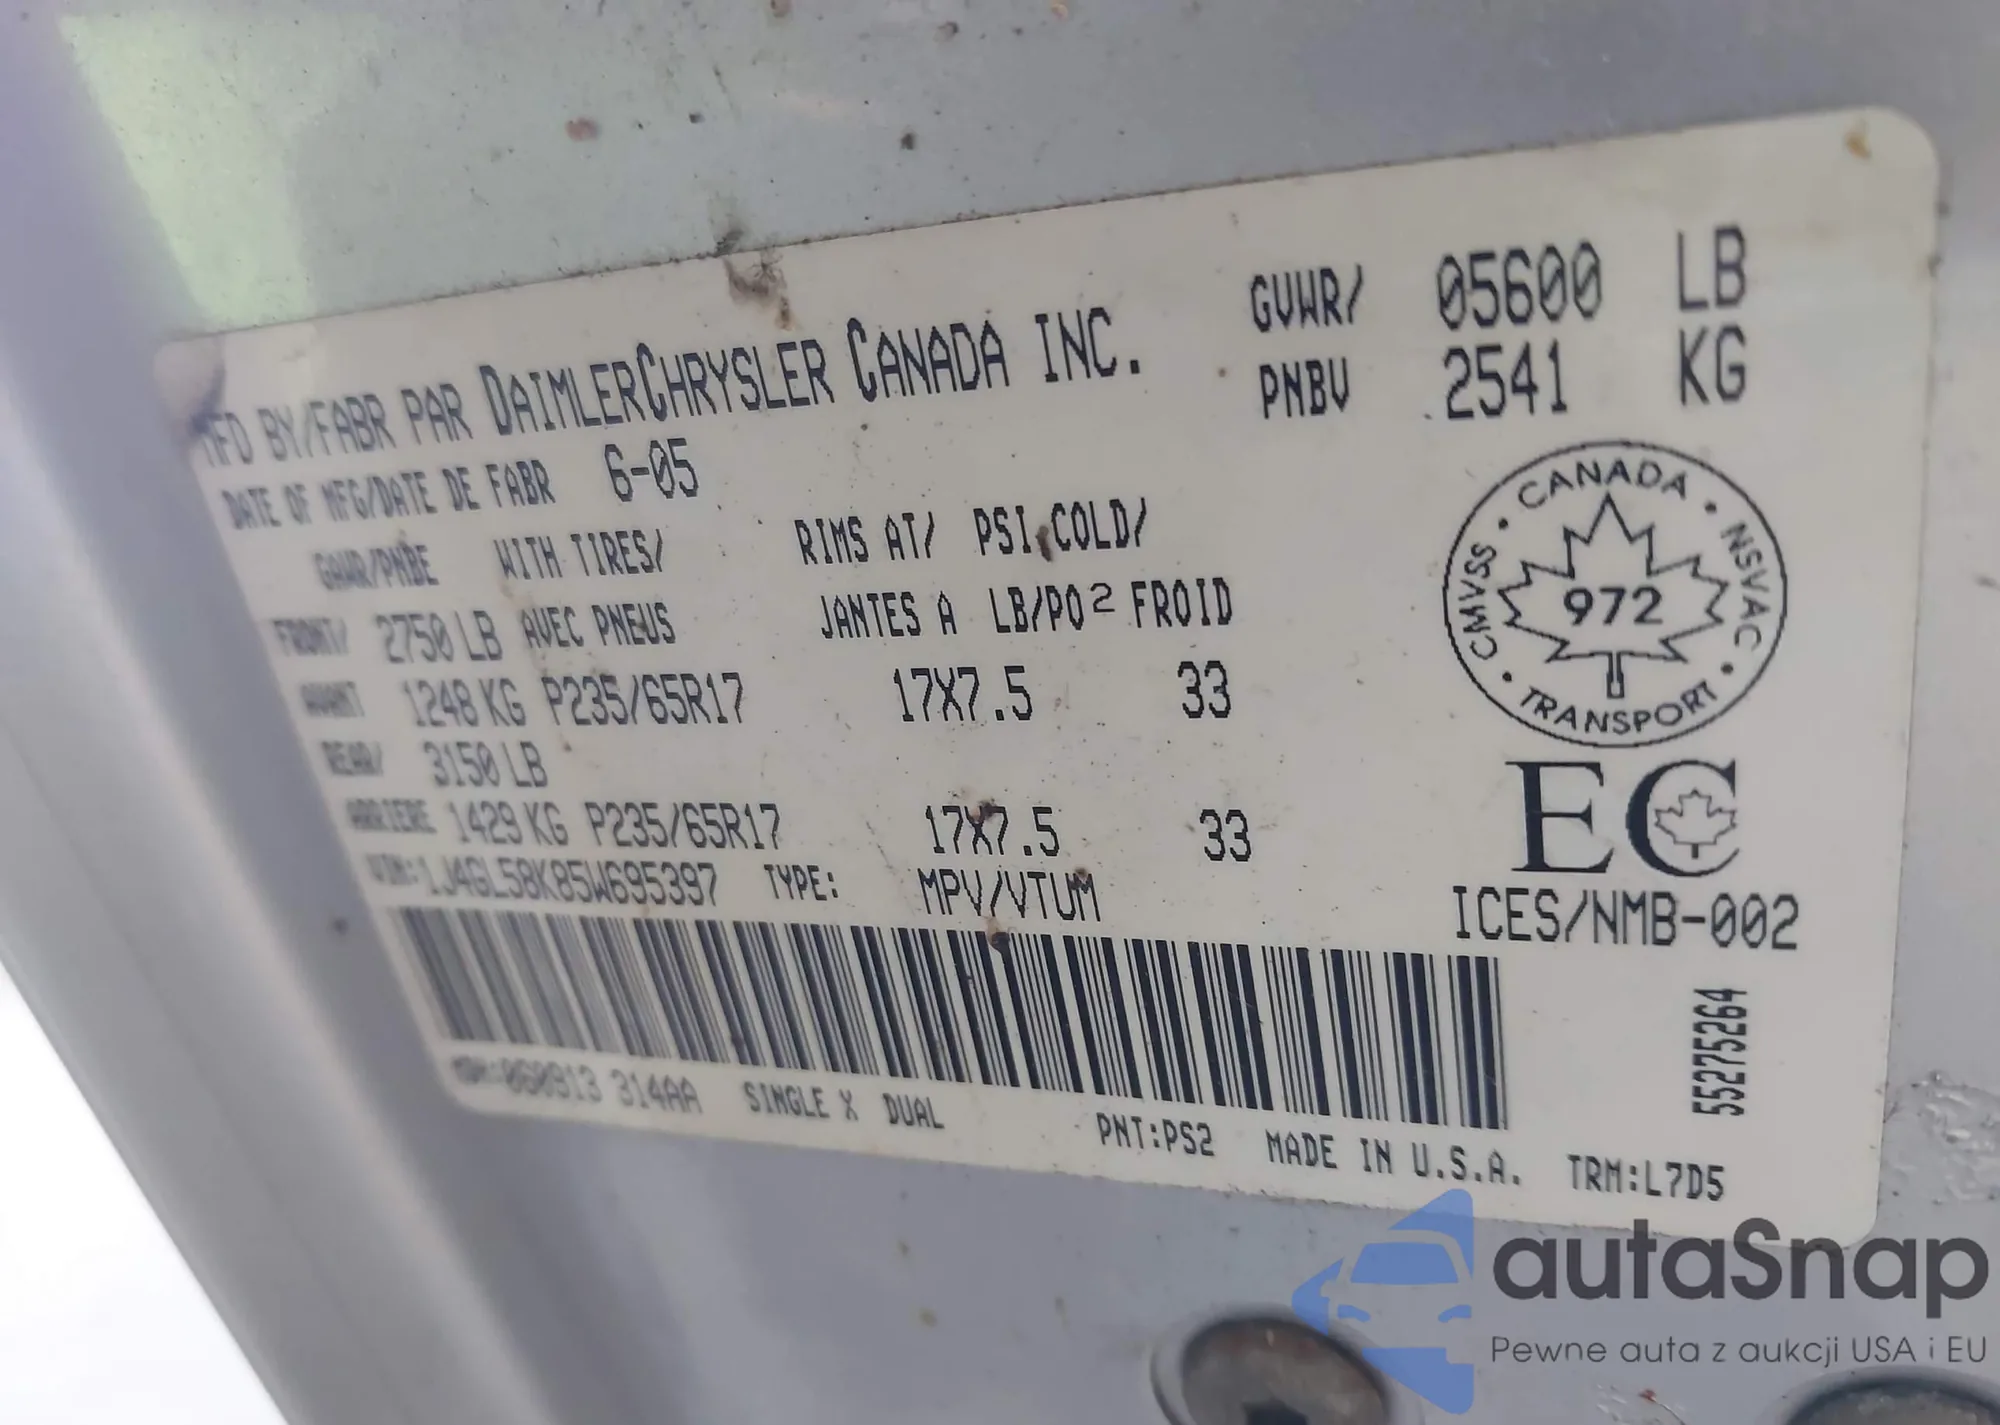 MFD BY/FABR PAR DAIMLERCHRYSLER CANADA INC.
GVWR/ 05600 LB
PNBV 2541 KG
DATE OF MFG/DATE DE FABR 6-05
GAWR/PNBE WITH TIRES/ RIMS AT/ PSI COLD/
FRONT/ 2750 LB AVEC PNEUS JANTES A LB/PO² FROID
AVANT 1248 KG P235/65R17 17X7.5 33
REAR/ 3150 LB
ARRIERE 1429 KG P235/65R17 17X7.5 33
VIN:1J4GL58K85W695397 TYPE: MPV/VTUM
CANADA • NSVAC • TRANSPORT • CMVSS •
972
EC
ICES/NMB-002
55275264
MDH:060913 314AA SINGLE X DUAL PNT:PS2 MADE IN U.S.A. TRM:L7D5
autaSnap
Pewne auta z aukcji USA i EU